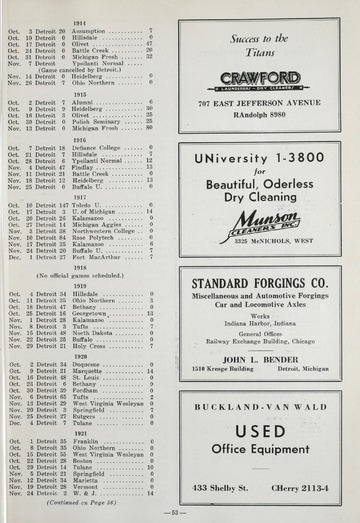 1914
Oct. 3 Detroit 20 Assumption 7
Oct. 10 Detroit 0 Hillsdale 0
Oct. 17 Detroit 0 Olivet 47
Oct. 24 Detroit 0 Battle Creek 20
Oct. 31 Detroit 0 Michigan Frosh 32
Nov. 7 Detroit Ypsilanti Normal
(Game cancelled by Detroit.)
Nov. 14 Detroit 0 Heidelberg 0
Nov. 26 Detroit 7 Ohio Northern 0
1915
Oct. 2 Detroit 7 Alumni 6
Oct. 9 Detroit 0 Heidelberg 30
Oct. 16 Detroit 3 Olivet 25
Oct. 30 Detroit 0 Polish Seminary 25
Nov. 13 Detroit 0 Michigan Frosh 80
1916
Oct. 7 Detroit 18 Defiance College 0
Oct. 21 Detroit 7 Hillsdale 7
Oct. 28 Detroit 6 Ypsilanti Normal 12
Nov. 4 Detroit 47 Findlay 13
Nov. 11 Detroit 21 Battle Creek 0
Nov. 18 Detroit 12 Heidelberg 13
Nov. 25 Detroit 0 Buffalo U. 0
1917
Oct. 10 Detroit 147 Toledo U. 0
Oct. 17 Detroit 3 U. of Michigan 14
Oct. 20 Detroit 26 Kalamazoo 0
Oct. 27 Detroit 14 Michigan Aggies 0
Nov. 3 Detroit 38 Northwestern College 0
Nov. 10 Detroit 84 Rose Polytech 0
Nov. 17 Detroit 35 Kalamazoo 6
Nov. 24 Detroit 20 Buffalo U. 7
Dec. 1 Detroit 27 Fort MacArthur 7
1918
(No official games scheduled.)
1919
Oct. 4 Detroit 34 Hillsdale 0
Oct. 11 Detroit 35 Ohio Northern 3
Oct. 18 Detroit 47 Bethany 0
Oct. 25 Detroit 16 Georgetown 13
Nov. 1 Detroit 28 Kalamazoo 0
Nov. 8 Detroit 3 Tufts 7
Nov. 15 Detroit 48 North Dakota 0
Nov. 22 Detroit 35 Buffalo 9
Nov. 29 Detroit 21 Holy Cross 7
1920
Oct. 2 Detroit 34 Duquesne 0
Oct. 9 Detroit 21 Marquette 14
Oct. 16 Detroit 48 St. Louis 0
Oct. 23 Detroit 6 Bethany 9
Oct. 30 Detroit 39 Fordham 0
Nov. 6 Detroit 65 Tufts 2
Nov. 13 Detroit 29 West Virginia Wesleyan 0
Nov. 20 Detroit 3 Springfield 7
Nov. 25 Detroit 27 Rutgers 0
Dec. 4 Detroit 7 Tulane 0
1921
Oct. 1 Detroit 35 Franklin 0
Oct. 8 Detroit 35 Ohio Northern 0
Oct. 15 Detroit 55 West Virginia Wesleyan 0
Oct. 22 Detroit 28 Boston 0
Oct. 29 Detroit 14 Tulane 10
Nov. 5 Detroit 21 Springfield 0
Nov. 12 Detroit 34 Marietta 0
Nov. 19 Detroit 28 Vermont 0
Nov. 24 Detroit 2 W. & J. 14
(Continued on Page 56)
Success to the
Titans
CRAWFORD
LAUNDERERS - DRY CLEANERS
707 EAST JEFFERSON AVENUE
RAndolph 8980
UNiversity 1-3800
for
Beautiful, Oderless
Dry Cleaning
Munson
CLEANERS INC.
3325 McNICHOLS, WEST
STANDARD FORGINGS CO.
Miscellaneous and Automotive Forgings
Car and Locomotive Axles
Works
Indiana Harbor, Indiana
General Offices
Railway Exchange Building, Chicago
JOHN L. BENDER
1510 Kresge Building Detroit, Michigan
BUCKLAND-VAN WALD
USED
Office Equipment
433 Shelby St. CHerry 2113-4
— 53 —